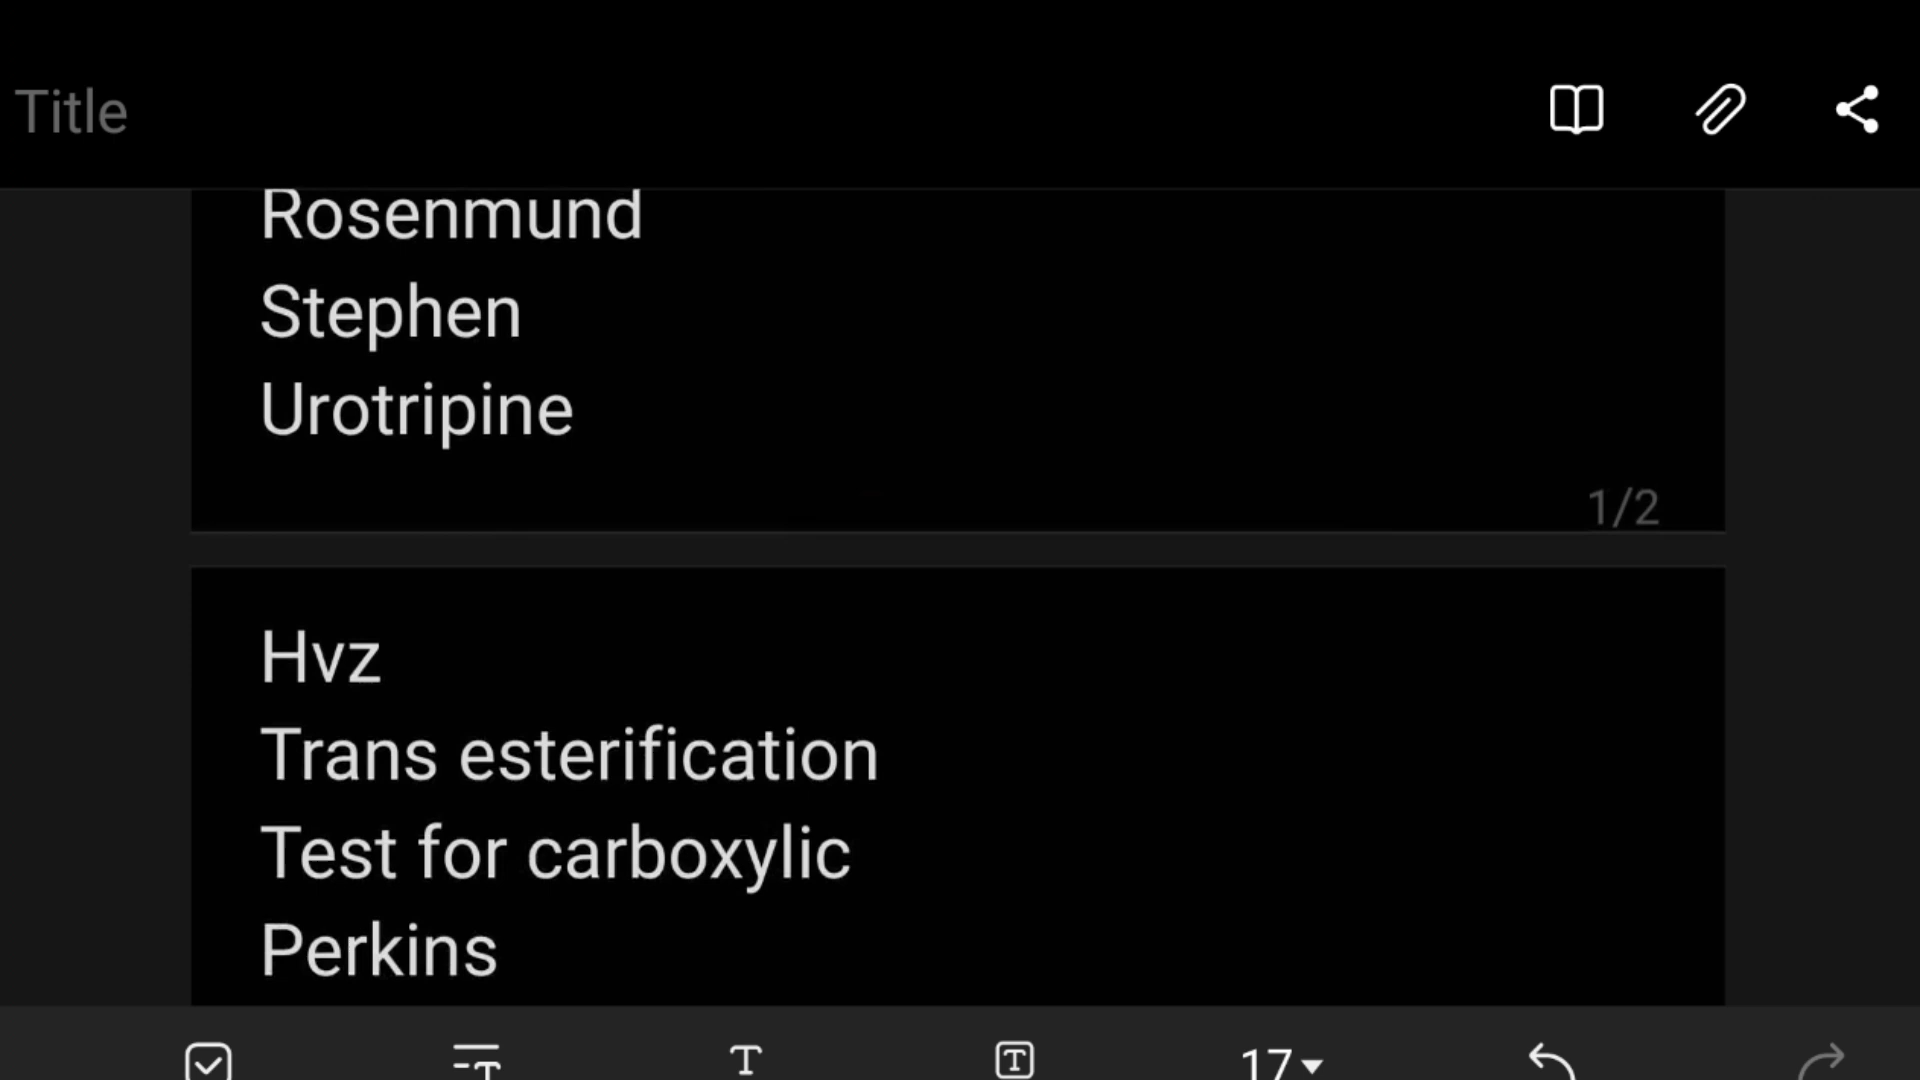 Title
Rosenmund
Stephen
Urotripine
1/2
Hvz
Trans esterification
Test for carboxylic
Perkins
17